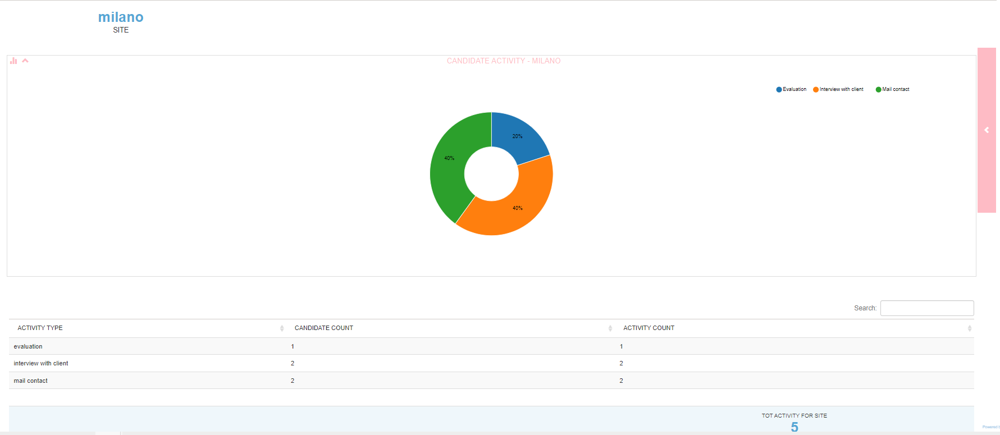 milano
SITE
CANDIDATE ACTIVITY - MILANO
Evaluation Interview with client Mail contact
20%
40%
40%
Search:
ACTIVITY TYPE CANDIDATE COUNT ACTIVITY COUNT
evaluation 1 1
interview with client 2 2
mail contact 2 2
TOT ACTIVITY FOR SITE
5
Powered